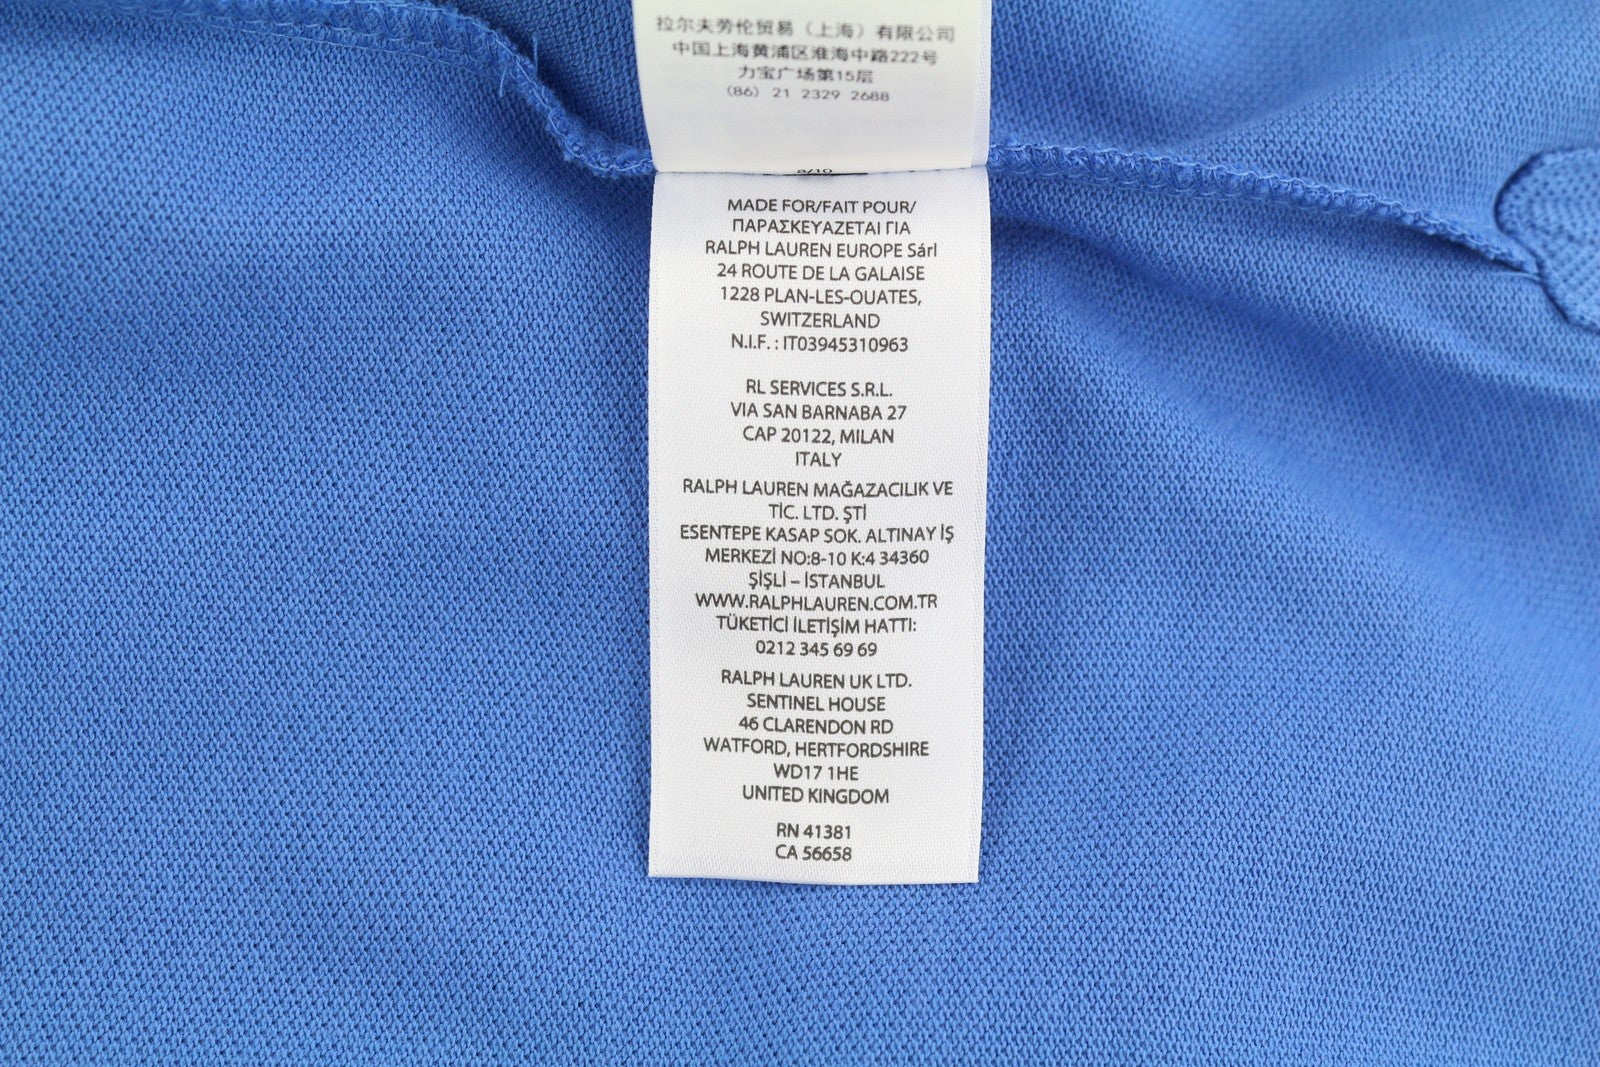 拉尔夫劳伦贸易（上海）有限公司
中国上海黄浦区淮海中路222号
力宝广场第15层
(86) 21 2329 2688
8/10
MADE FOR/FAIT POUR/
ΠΑΡΑΣΚΕΥΑΖΕΤΑΙ ΓΙΑ
RALPH LAUREN EUROPE Sárl
24 ROUTE DE LA GALAISE
1228 PLAN-LES-OUATES,
SWITZERLAND
N.I.F. : IT03945310963
RL SERVICES S.R.L.
VIA SAN BARNABA 27
CAP 20122, MILAN
ITALY
RALPH LAUREN MAĞAZACILIK VE
TİC. LTD. ŞTİ
ESENTEPE KASAP SOK. ALTINAY İŞ
MERKEZİ NO:8-10 K:4 34360
ŞİŞLİ – İSTANBUL
WWW.RALPHLAUREN.COM.TR
TÜKETİCİ İLETİŞİM HATTI:
0212 345 69 69
RALPH LAUREN UK LTD.
SENTINEL HOUSE
46 CLARENDON RD
WATFORD, HERTFORDSHIRE
WD17 1HE
UNITED KINGDOM
RN 41381
CA 56658